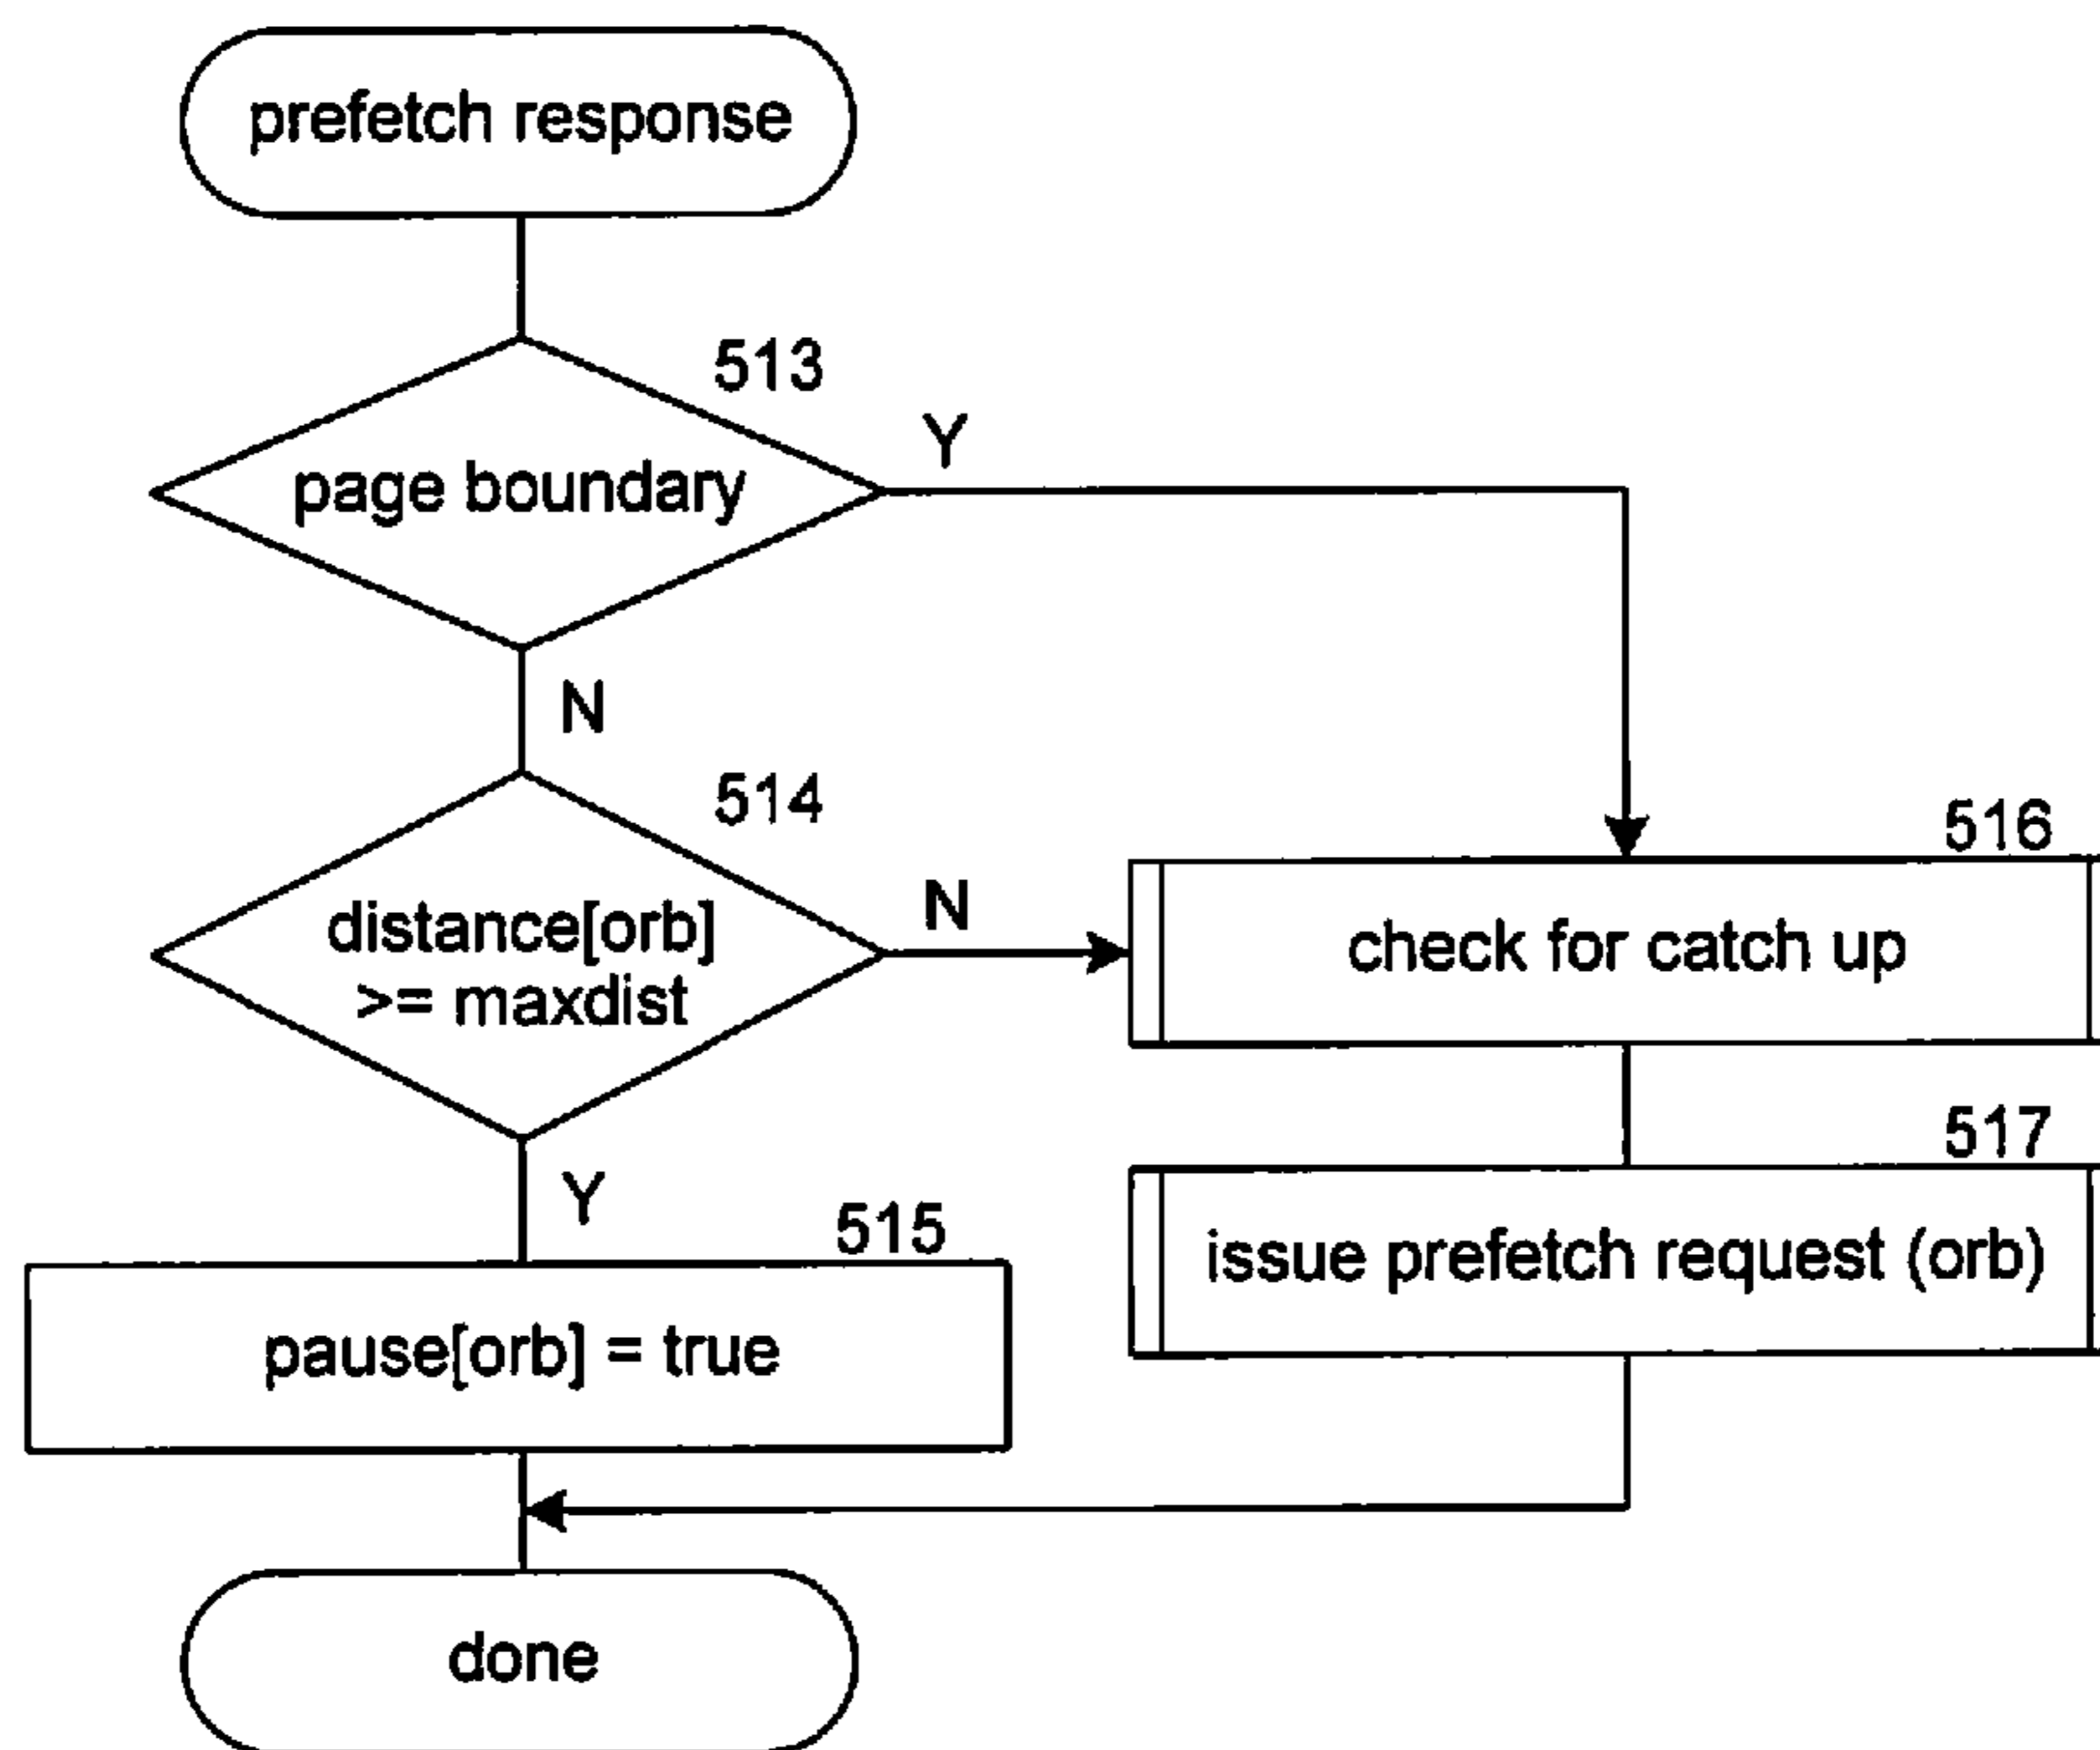 prefetch response
513
Y
page boundary
N
514
distance[orb]
>= maxdist
N
516
check for catch up
517
issue prefetch request (orb)
Y
515
pause[orb] = true
done